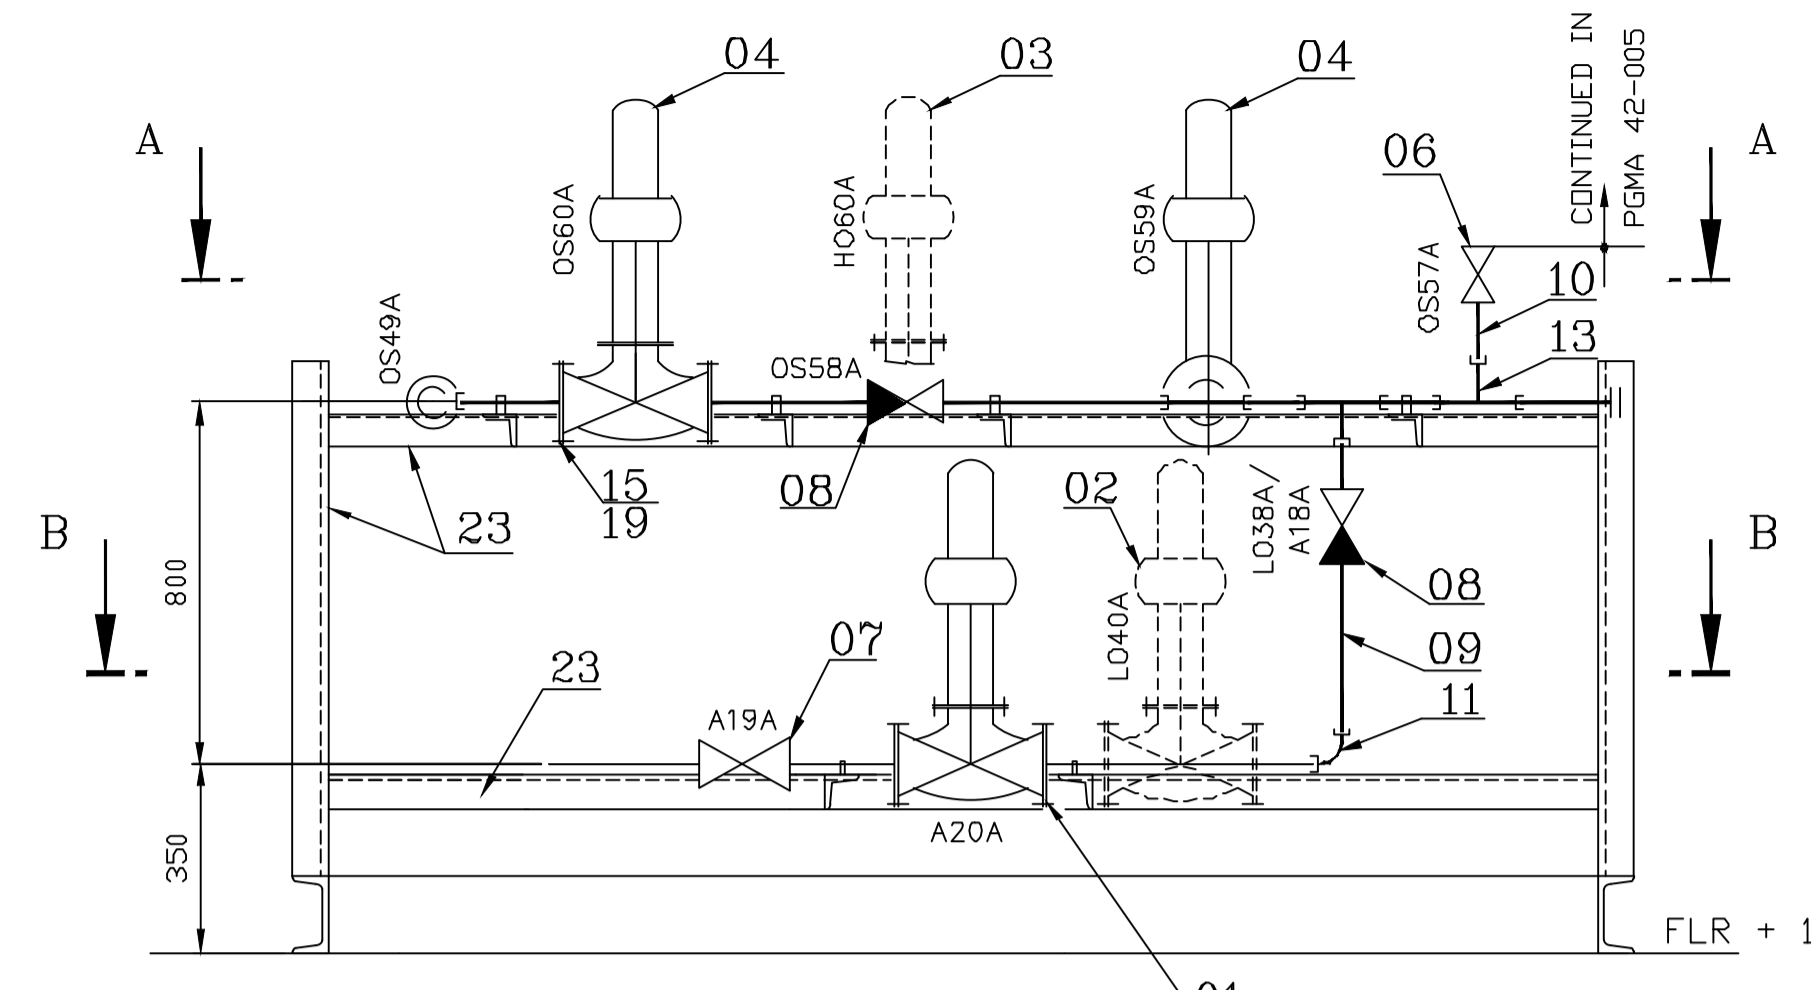 04
03
04
CONTINUED IN
PGMA 42-005
A
A
06
OS60A
HO60A
OS59A
OS57A
10
OS49A
13
OS58A
15
19
08
02
LO38A/
A18A
B
23
B
800
08
LO40A
07
09
23
11
A19A
A20A
350
FLR + 1